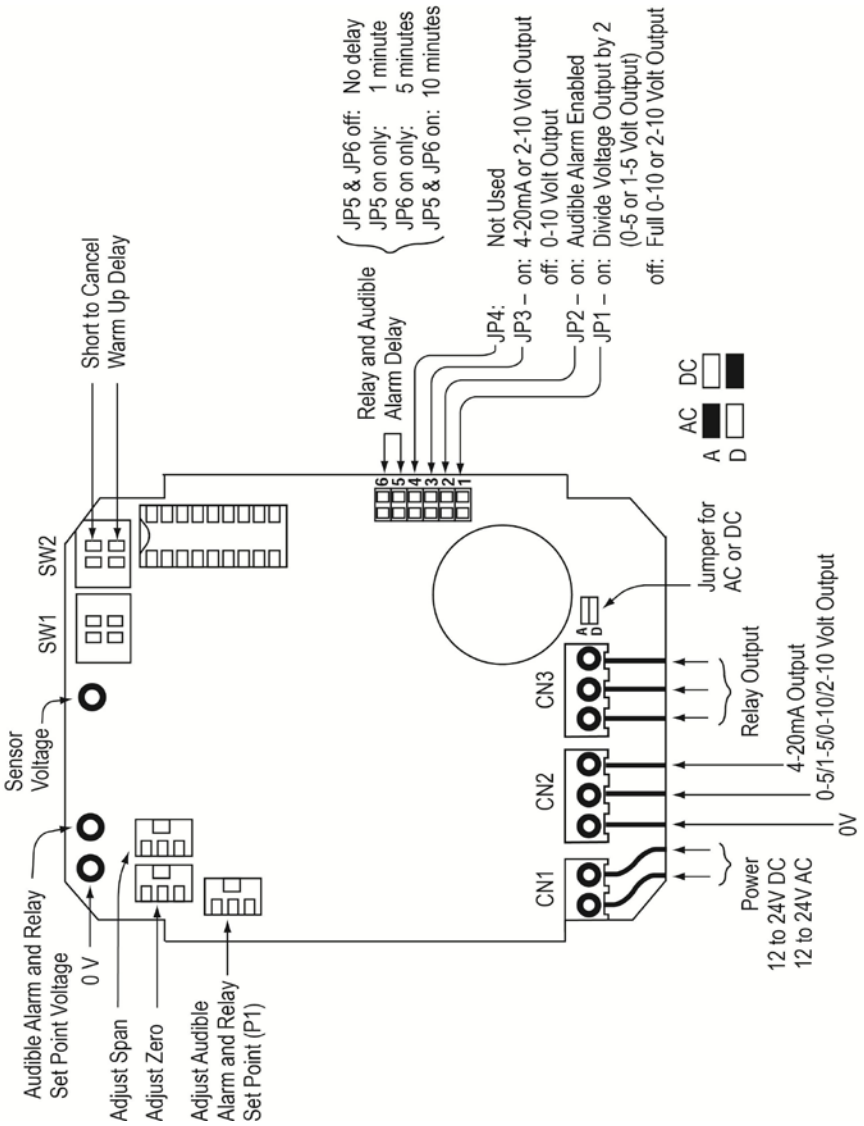 Audible Alarm and Relay
Set Point Voltage
0 V
Adjust Span
Adjust Zero
Adjust Audible
Alarm and Relay
Set Point (P1)
Sensor
Voltage
SW1
SW2
Short to Cancel
Warm Up Delay
Relay and Audible
Alarm Delay
JP5 & JP6 off: No delay
JP5 on only: 1 minute
JP6 on only: 5 minutes
JP5 & JP6 on: 10 minutes
6
5
4
3
2
1
JP4: Not Used
JP3 – on: 4-20mA or 2-10 Volt Output
off: 0-10 Volt Output
JP2 – on: Audible Alarm Enabled
JP1 – on: Divide Voltage Output by 2
(0-5 or 1-5 Volt Output)
off: Full 0-10 or 2-10 Volt Output
AC DC
A
D
Jumper for
AC or DC
A
D
CN1
CN2
CN3
Power
12 to 24V DC
12 to 24V AC
0V
0-5/1-5/0-10/2-10 Volt Output
4-20mA Output
Relay Output